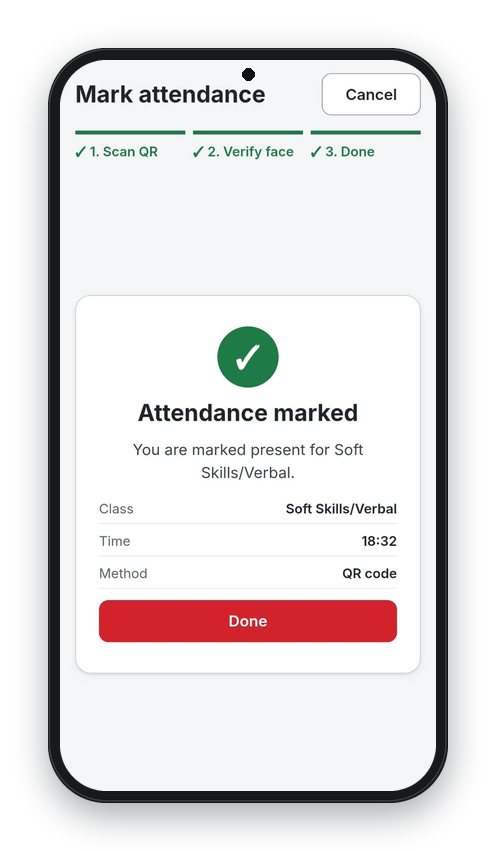 Mark attendance
Cancel
✓ 1. Scan QR
✓ 2. Verify face
✓ 3. Done
✓
Attendance marked
You are marked present for Soft
Skills/Verbal.
Class Soft Skills/Verbal
Time 18:32
Method QR code
Done